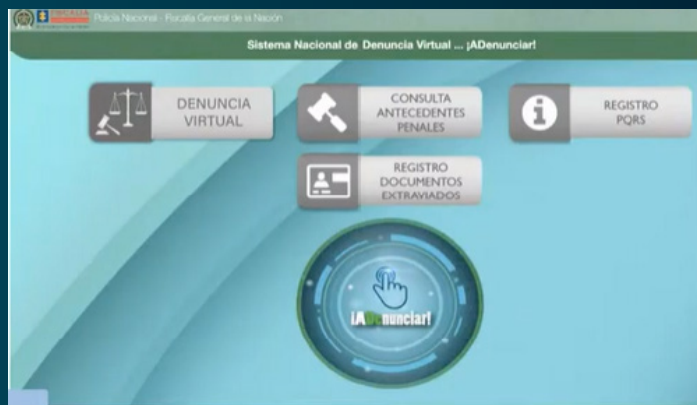 FISCALIA
Policía Nacional - Fiscalía General de la Nación
Sistema Nacional de Denuncia Virtual ... ¡ADenunciar!
DENUNCIA
VIRTUAL
CONSULTA
ANTECEDENTES
PENALES
REGISTRO
PQRS
REGISTRO
DOCUMENTOS
EXTRAVIADOS
¡ADenunciar!